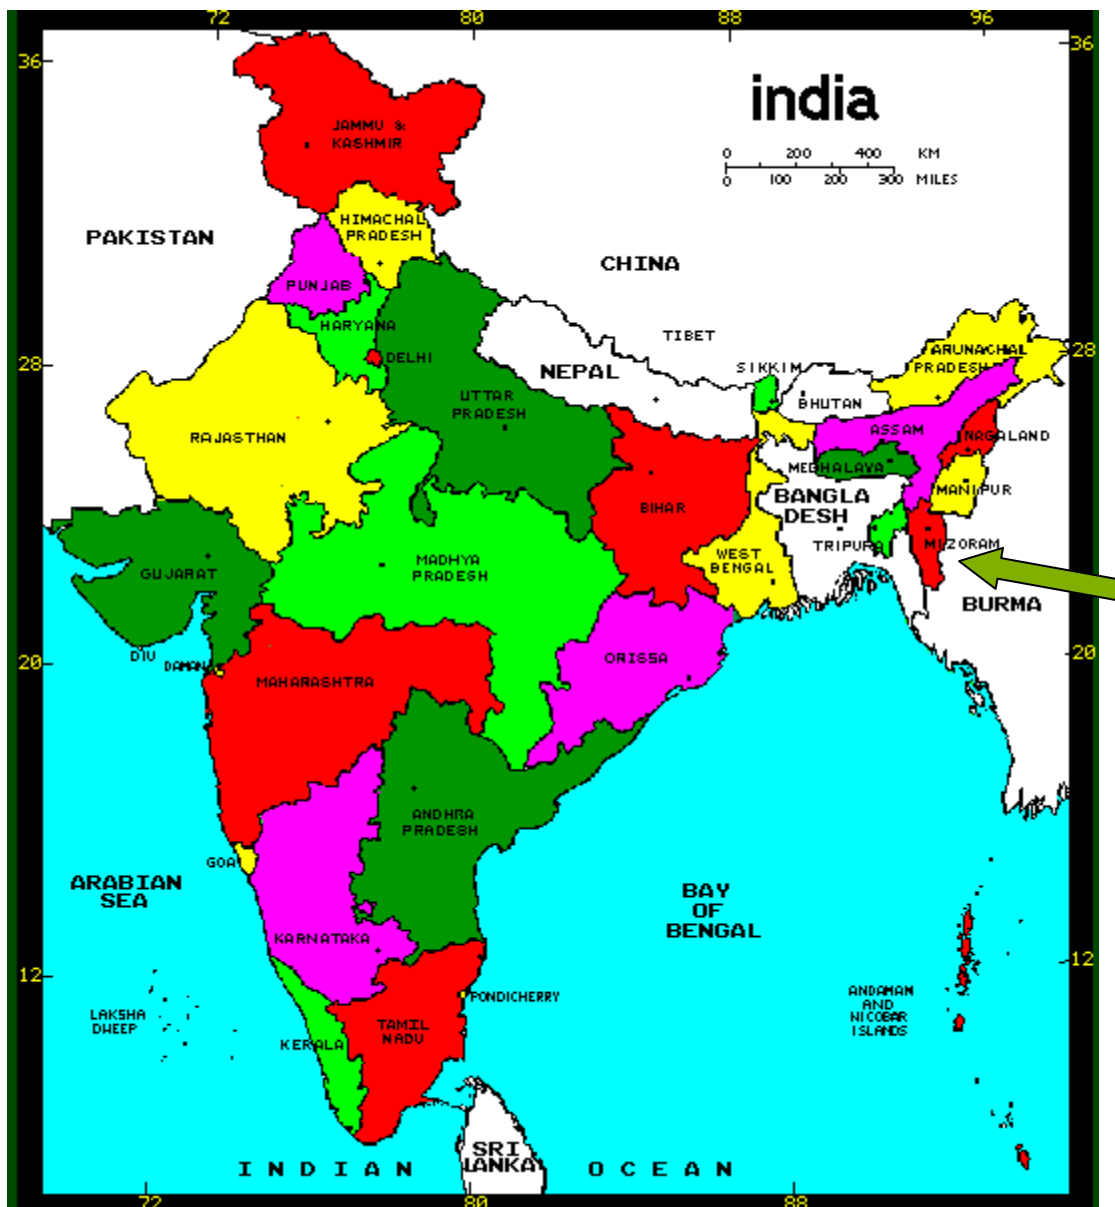 72 80 88 96
36 36
india
JAMMU &
KASHMIR
0 200 400 KM
0 100 200 300 MILES
HIMACHAL
PRADESH
PAKISTAN
CHINA
PUNJAB
HARYANA
TIBET
DELHI
28 28
NEPAL
SIKKIM
ARUNACHAL
PRADESH
BHUTAN
UTTAR
PRADESH
RAJASTHAN
ASSAM
NAGALAND
MEGHALAYA
MANIPUR
BIHAR
BANGLA
DESH
TRIPURA
MIZORAM
WEST
BENGAL
MADHYA
PRADESH
GUJARAT
BURMA
DIU
DAMAN
20 20
ORISSA
MAHARASHTRA
ANDHRA
PRADESH
GOA
ARABIAN
SEA
BAY
OF
BENGAL
KARNATAKA
12 12
PONDICHERRY
ANDAMAN
AND
NICOBAR
ISLANDS
LAKSHA
DWEEP
TAMIL
NADU
KERALA
SRI
LANKA
INDIAN OCEAN
72 80 88